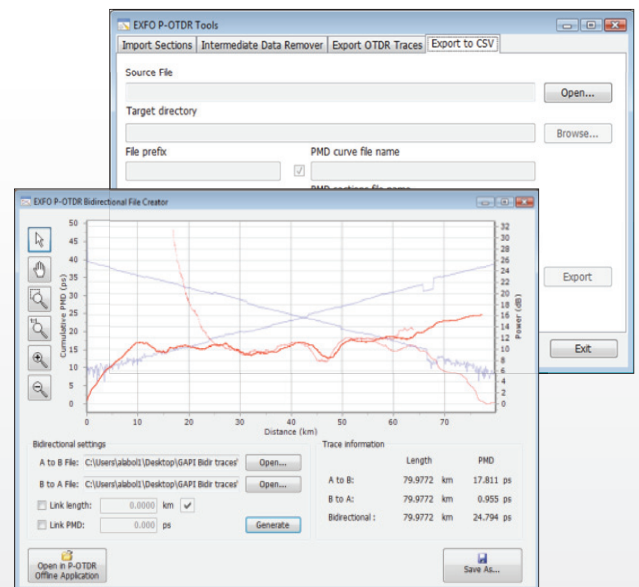 EXFO P-OTDR Tools
Import Sections Intermediate Data Remover Export OTDR Traces Export to CSV
Source File
Open...
Target directory
Browse...
File prefix PMD curve file name
PMD sections file name
Export
Exit
EXFO P-OTDR Bidirectional File Creator
1:1
Cumulative PMD (ps)
50
45
40
35
30
25
20
15
10
5
0
32
30
28
26
24
22
20
18
16
14
12
10
8
6
4
2
0
Power (dB)
0 10 20 30 40 50 60 70
Distance (km)
Bidirectional settings
A to B File: C:\Users\alabol1\Desktop\GAPI Bidir traces' Open...
B to A File: C:\Users\alabol1\Desktop\GAPI Bidir traces' Open...
Link length: 0.0000 km
Link PMD: 0.000 ps Generate
Trace information
Length PMD
A to B: 79.9772 km 17.811 ps
B to A: 79.9772 km 0.955 ps
Bidirectional : 79.9772 km 24.794 ps
Open in P-OTDR
Offline Application
Save As...